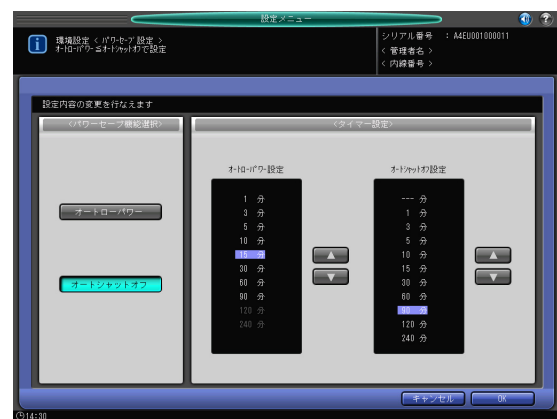 設定メニュー
環境設定 < パワーセーブ 設定 >
オートローパワー≦オートシャットオフで設定
シリアル番号 : A4EU001000011
< 管理者名 >
< 内線番号 >
設定内容の変更を行なえます
<パワーセーブ機能選択>
<タイマー設定>
オートローパワー設定
オートシャットオフ設定
オートローパワー
オートシャットオフ
1 分
3 分
5 分
10 分
15 分
30 分
60 分
90 分
120 分
240 分
--- 分
1 分
3 分
5 分
10 分
15 分
30 分
60 分
90 分
120 分
240 分
キャンセル
OK
14:30